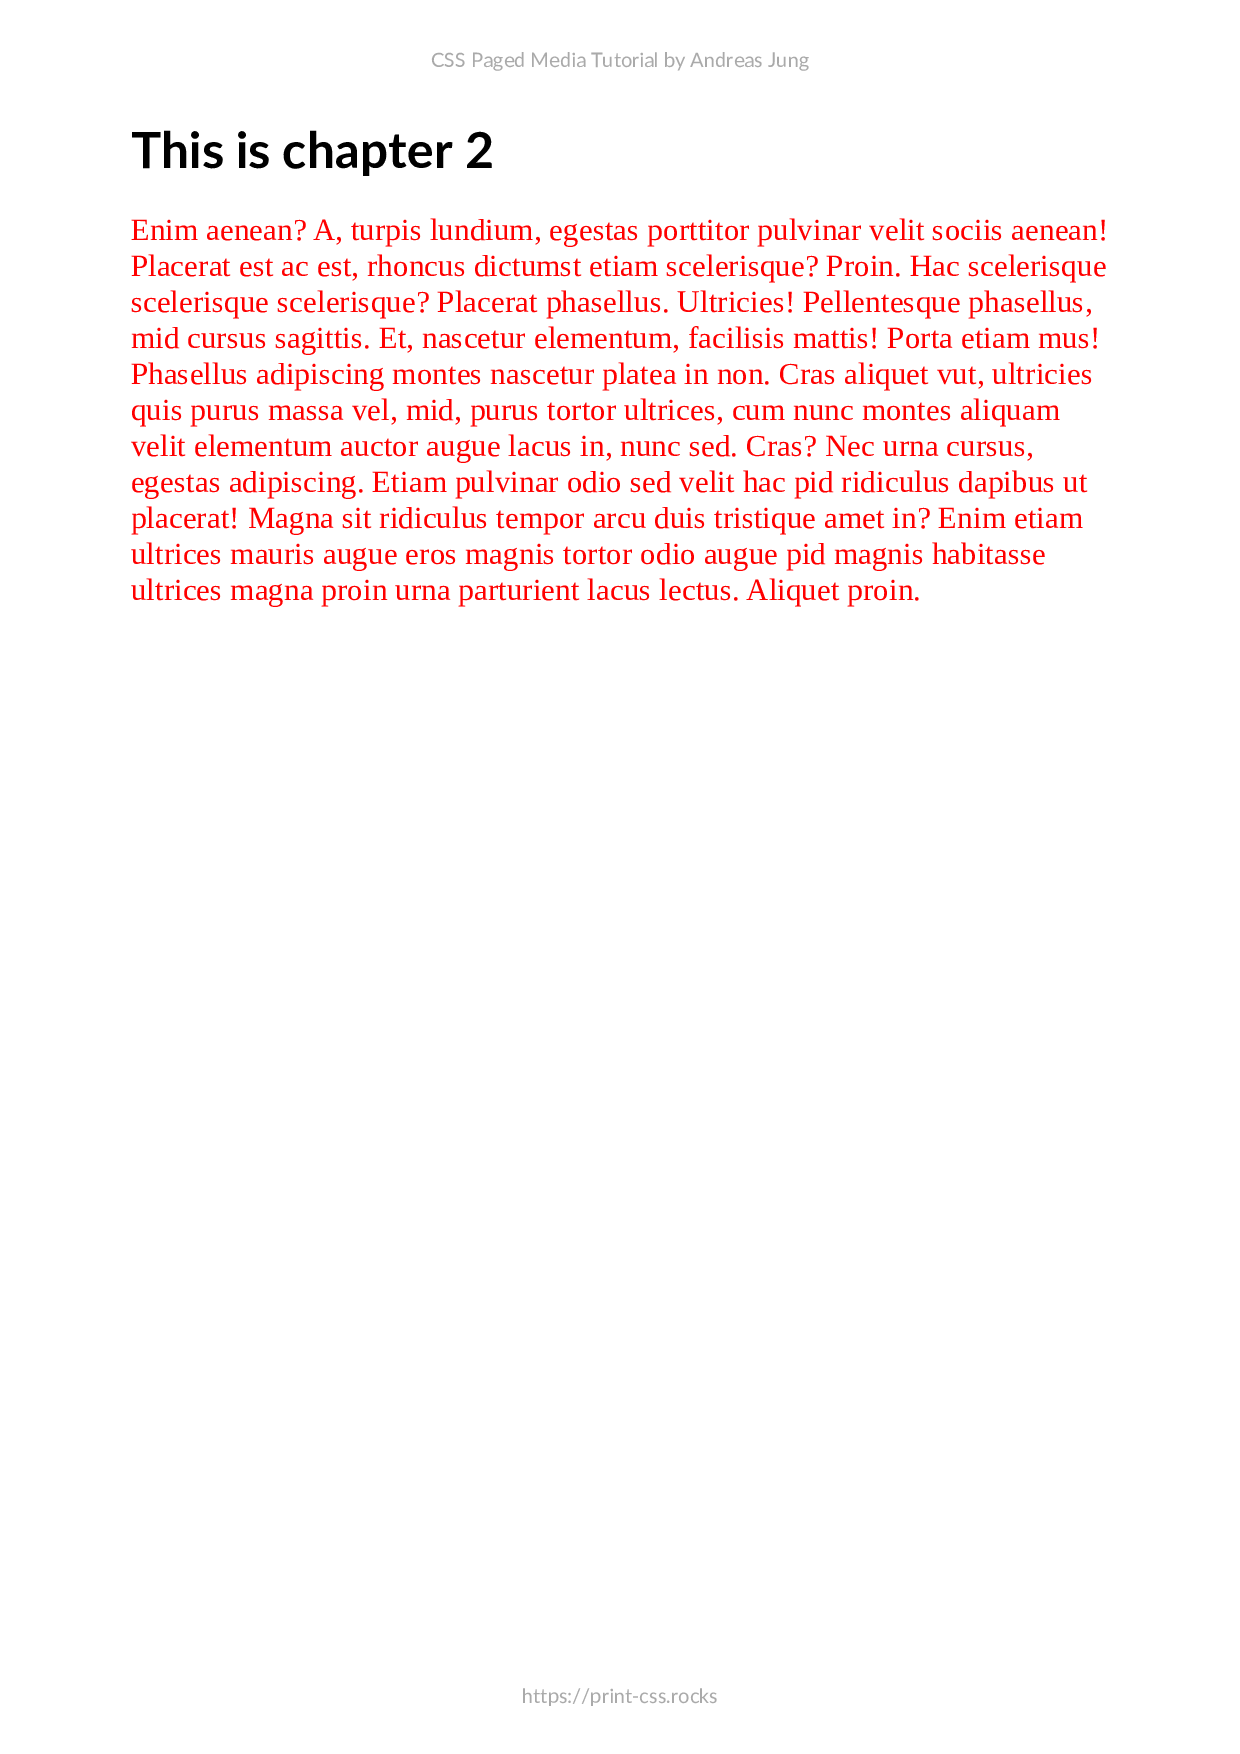 CSS Paged Media Tutorial by Andreas Jung
This is chapter 2
Enim aenean? A, turpis lundium, egestas porttitor pulvinar velit sociis aenean!
Placerat est ac est, rhoncus dictumst etiam scelerisque? Proin. Hac scelerisque
scelerisque scelerisque? Placerat phasellus. Ultricies! Pellentesque phasellus,
mid cursus sagittis. Et, nascetur elementum, facilisis mattis! Porta etiam mus!
Phasellus adipiscing montes nascetur platea in non. Cras aliquet vut, ultricies
quis purus massa vel, mid, purus tortor ultrices, cum nunc montes aliquam
velit elementum auctor augue lacus in, nunc sed. Cras? Nec urna cursus,
egestas adipiscing. Etiam pulvinar odio sed velit hac pid ridiculus dapibus ut
placerat! Magna sit ridiculus tempor arcu duis tristique amet in? Enim etiam
ultrices mauris augue eros magnis tortor odio augue pid magnis habitasse
ultrices magna proin urna parturient lacus lectus. Aliquet proin.
https://print-css.rocks